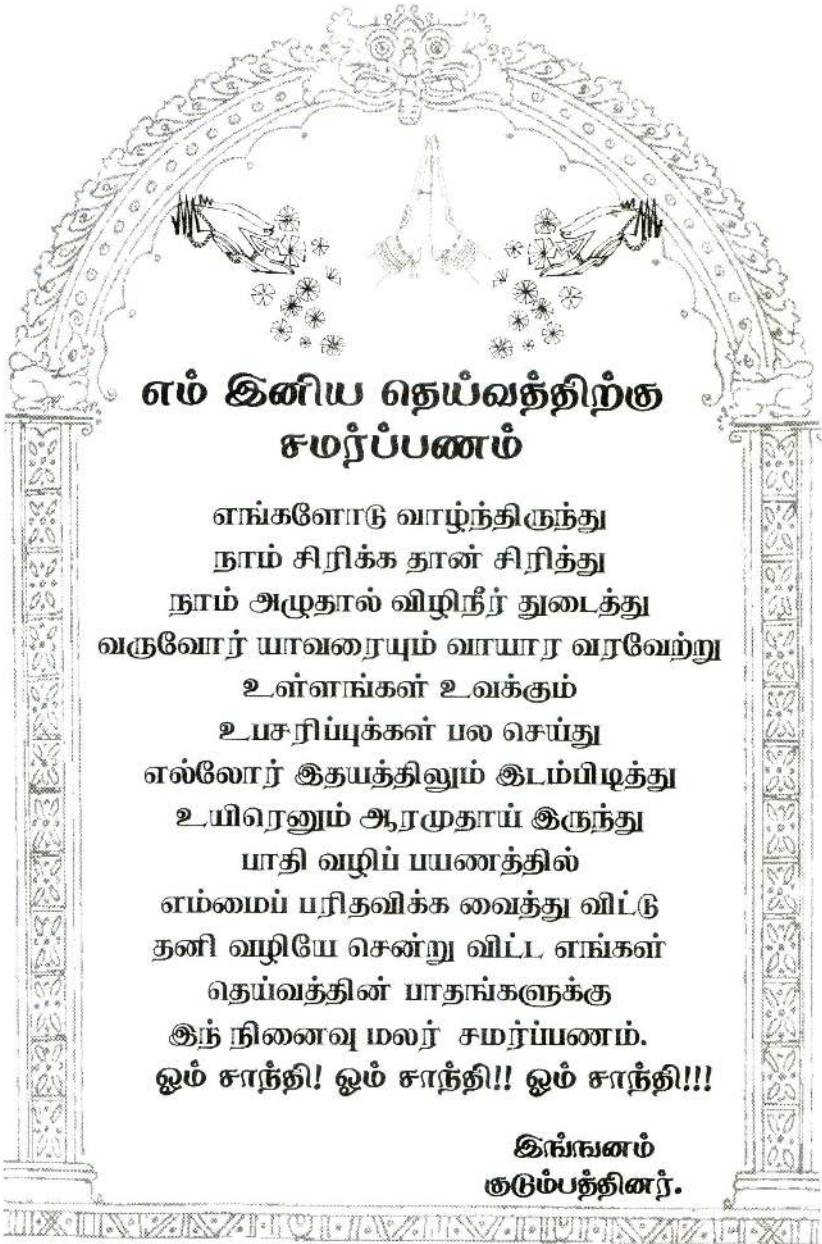 எம் இனிய தெய்வத்திற்கு
சமர்ப்பணம்
எங்களோடு வாழ்ந்திருந்து
நாம் சிரிக்க தான் சிரித்து
நாம் அழுதால் விழிநீர் துடைத்து
வருவோர் யாவரையும் வாயார வரவேற்று
உள்ளங்கள் உவக்கும்
உபசரிப்புக்கள் பல செய்து
எல்லோர் இதயத்திலும் இடம்பிடித்து
உயிரெனும் ஆரமுதாய் இருந்து
பாதி வழிப் பயணத்தில்
எம்மைப் பரிதவிக்க வைத்து விட்டு
தனி வழியே சென்று விட்ட எங்கள்
தெய்வத்தின் பாதங்களுக்கு
இந் நினைவு மலர் சமர்ப்பணம்.
ஓம் சாந்தி! ஓம் சாந்தி!! ஓம் சாந்தி!!!
இங்ஙனம்
குடும்பத்தினர்.